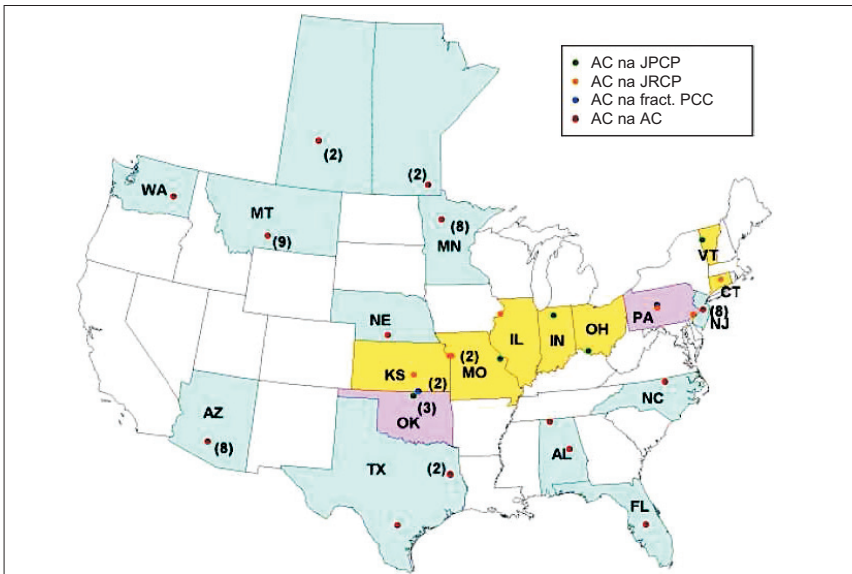 AC na JPCP
AC na JRCP
AC na fract. PCC
AC na AC
(2)
(2)
WA
MT
(9)
(8)
MN
VT
CT
NE
IL
IN
OH
PA
(8)
NJ
(2)
KS
MO
(2)
(3)
OK
NC
AZ
(8)
TX
(2)
AL
FL